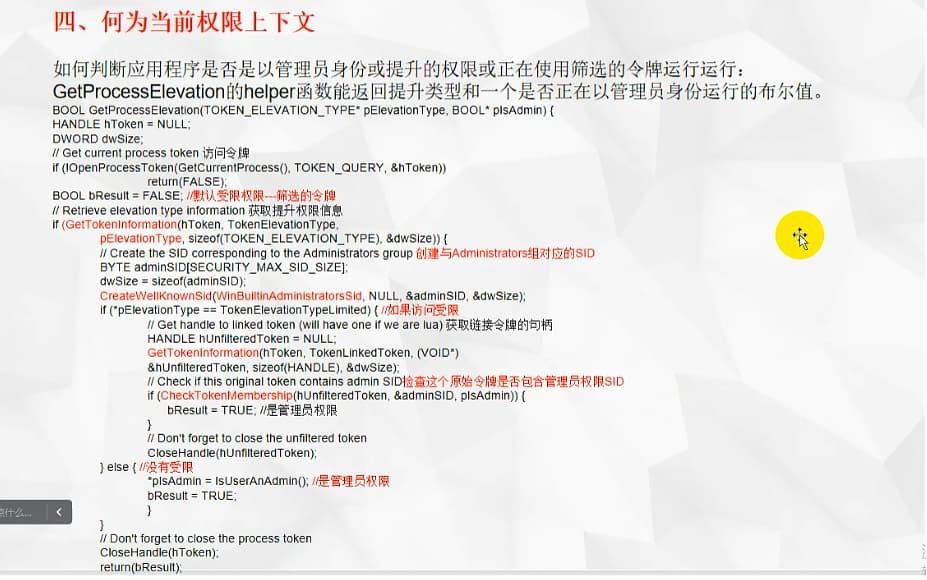 四、何为当前权限上下文
如何判断应用程序是否是以管理员身份或提升的权限或正在使用筛选的令牌运行运行：
GetProcessElevation的helper函数能返回提升类型和一个是否正在以管理员身份运行的布尔值。
BOOL GetProcessElevation(TOKEN_ELEVATION_TYPE* pElevationType, BOOL* pIsAdmin) {
HANDLE hToken = NULL;
DWORD dwSize;
// Get current process token 访问令牌
if (!OpenProcessToken(GetCurrentProcess(), TOKEN_QUERY, &hToken))
return(FALSE);
BOOL bResult = FALSE; //默认受限权限---筛选的令牌
// Retrieve elevation type information 获取提升权限信息
if (GetTokenInformation(hToken, TokenElevationType,
pElevationType, sizeof(TOKEN_ELEVATION_TYPE), &dwSize)) {
// Create the SID corresponding to the Administrators group 创建与Administrators组对应的SID
BYTE adminSID[SECURITY_MAX_SID_SIZE];
dwSize = sizeof(adminSID);
CreateWellKnownSid(WinBuiltinAdministratorsSid, NULL, &adminSID, &dwSize);
if (*pElevationType == TokenElevationTypeLimited) { //如果访问受限
// Get handle to linked token (will have one if we are lua) 获取链接令牌的句柄
HANDLE hUnfilteredToken = NULL;
GetTokenInformation(hToken, TokenLinkedToken, (VOID*)
&hUnfilteredToken, sizeof(HANDLE), &dwSize);
// Check if this original token contains admin SID检查这个原始令牌是否包含管理员权限SID
if (CheckTokenMembership(hUnfilteredToken, &adminSID, pIsAdmin)) {
bResult = TRUE; //是管理员权限
}
// Don't forget to close the unfiltered token
CloseHandle(hUnfilteredToken);
} else { //没有受限
*pIsAdmin = IsUserAnAdmin(); //是管理员权限
bResult = TRUE;
}
}
// Don't forget to close the process token
CloseHandle(hToken);
return(bResult);
什么...